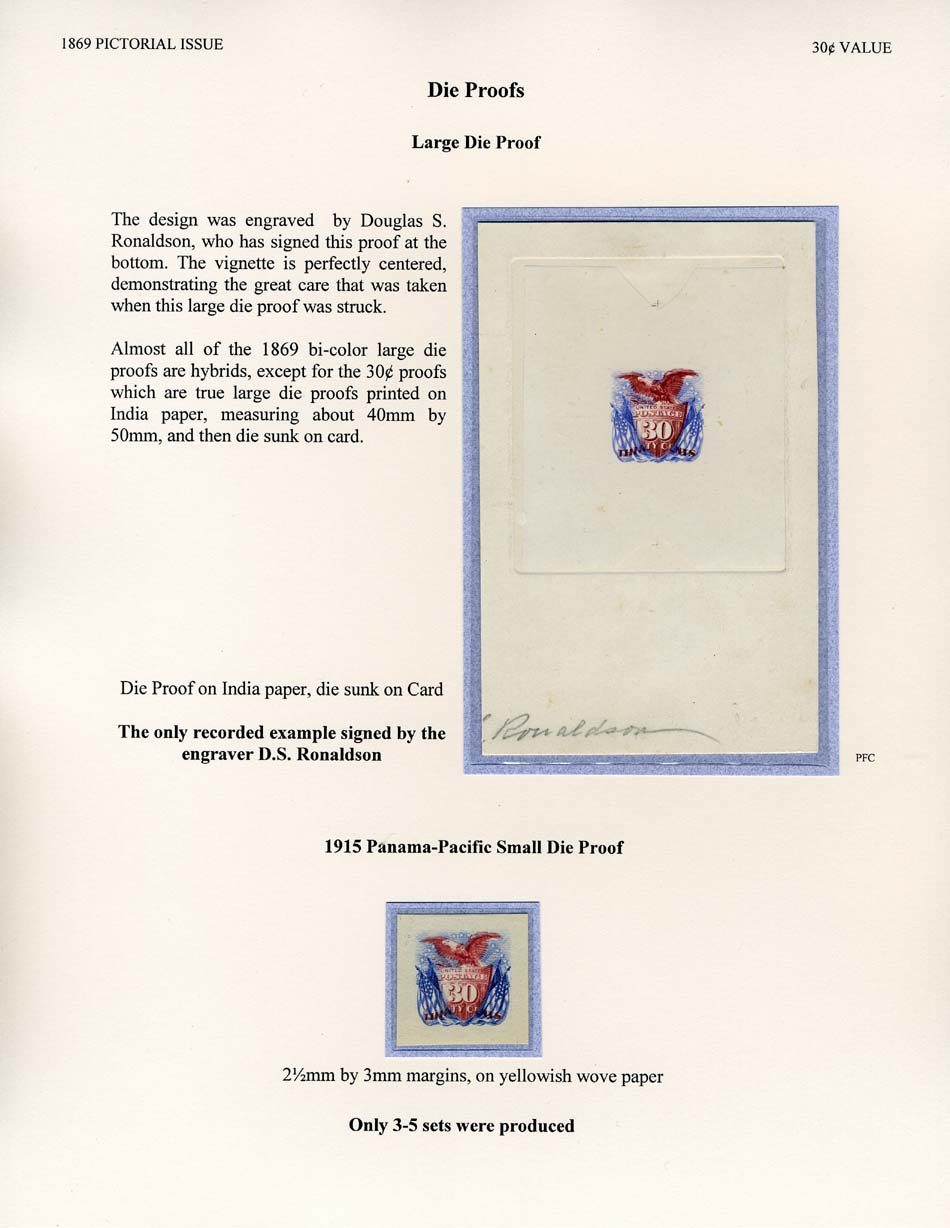 1869 PICTORIAL ISSUE
30¢ VALUE
Die Proofs
Large Die Proof
The design was engraved by Douglas S.
Ronaldson, who has signed this proof at the
bottom. The vignette is perfectly centered,
demonstrating the great care that was taken
when this large die proof was struck.
Almost all of the 1869 bi-color large die
proofs are hybrids, except for the 30¢ proofs
which are true large die proofs printed on
India paper, measuring about 40mm by
50mm, and then die sunk on card.
UNITED STATES
POSTAGE
30
Die Proof on India paper, die sunk on Card
The only recorded example signed by the
engraver D.S. Ronaldson
Ronaldson
PFC
1915 Panama-Pacific Small Die Proof
UNITED STATES
POSTAGE
30
2½mm by 3mm margins, on yellowish wove paper
Only 3-5 sets were produced